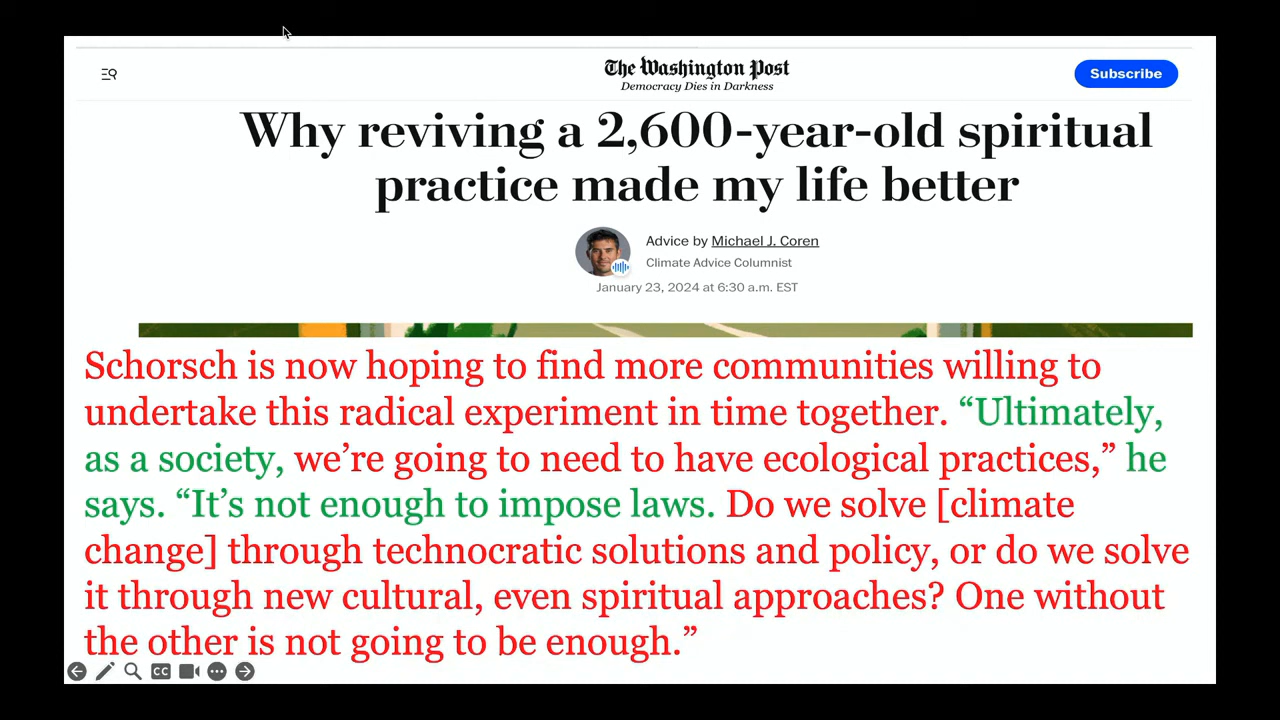 The Washington Post
Democracy Dies in Darkness
Subscribe
Why reviving a 2,600-year-old spiritual
practice made my life better
Advice by Michael J. Coren
Climate Advice Columnist
January 23, 2024 at 6:30 a.m. EST
Schorsch is now hoping to find more communities willing to
undertake this radical experiment in time together. “Ultimately,
as a society, we’re going to need to have ecological practices,” he
says. “It’s not enough to impose laws. Do we solve [climate
change] through technocratic solutions and policy, or do we solve
it through new cultural, even spiritual approaches? One without
the other is not going to be enough.”
CC